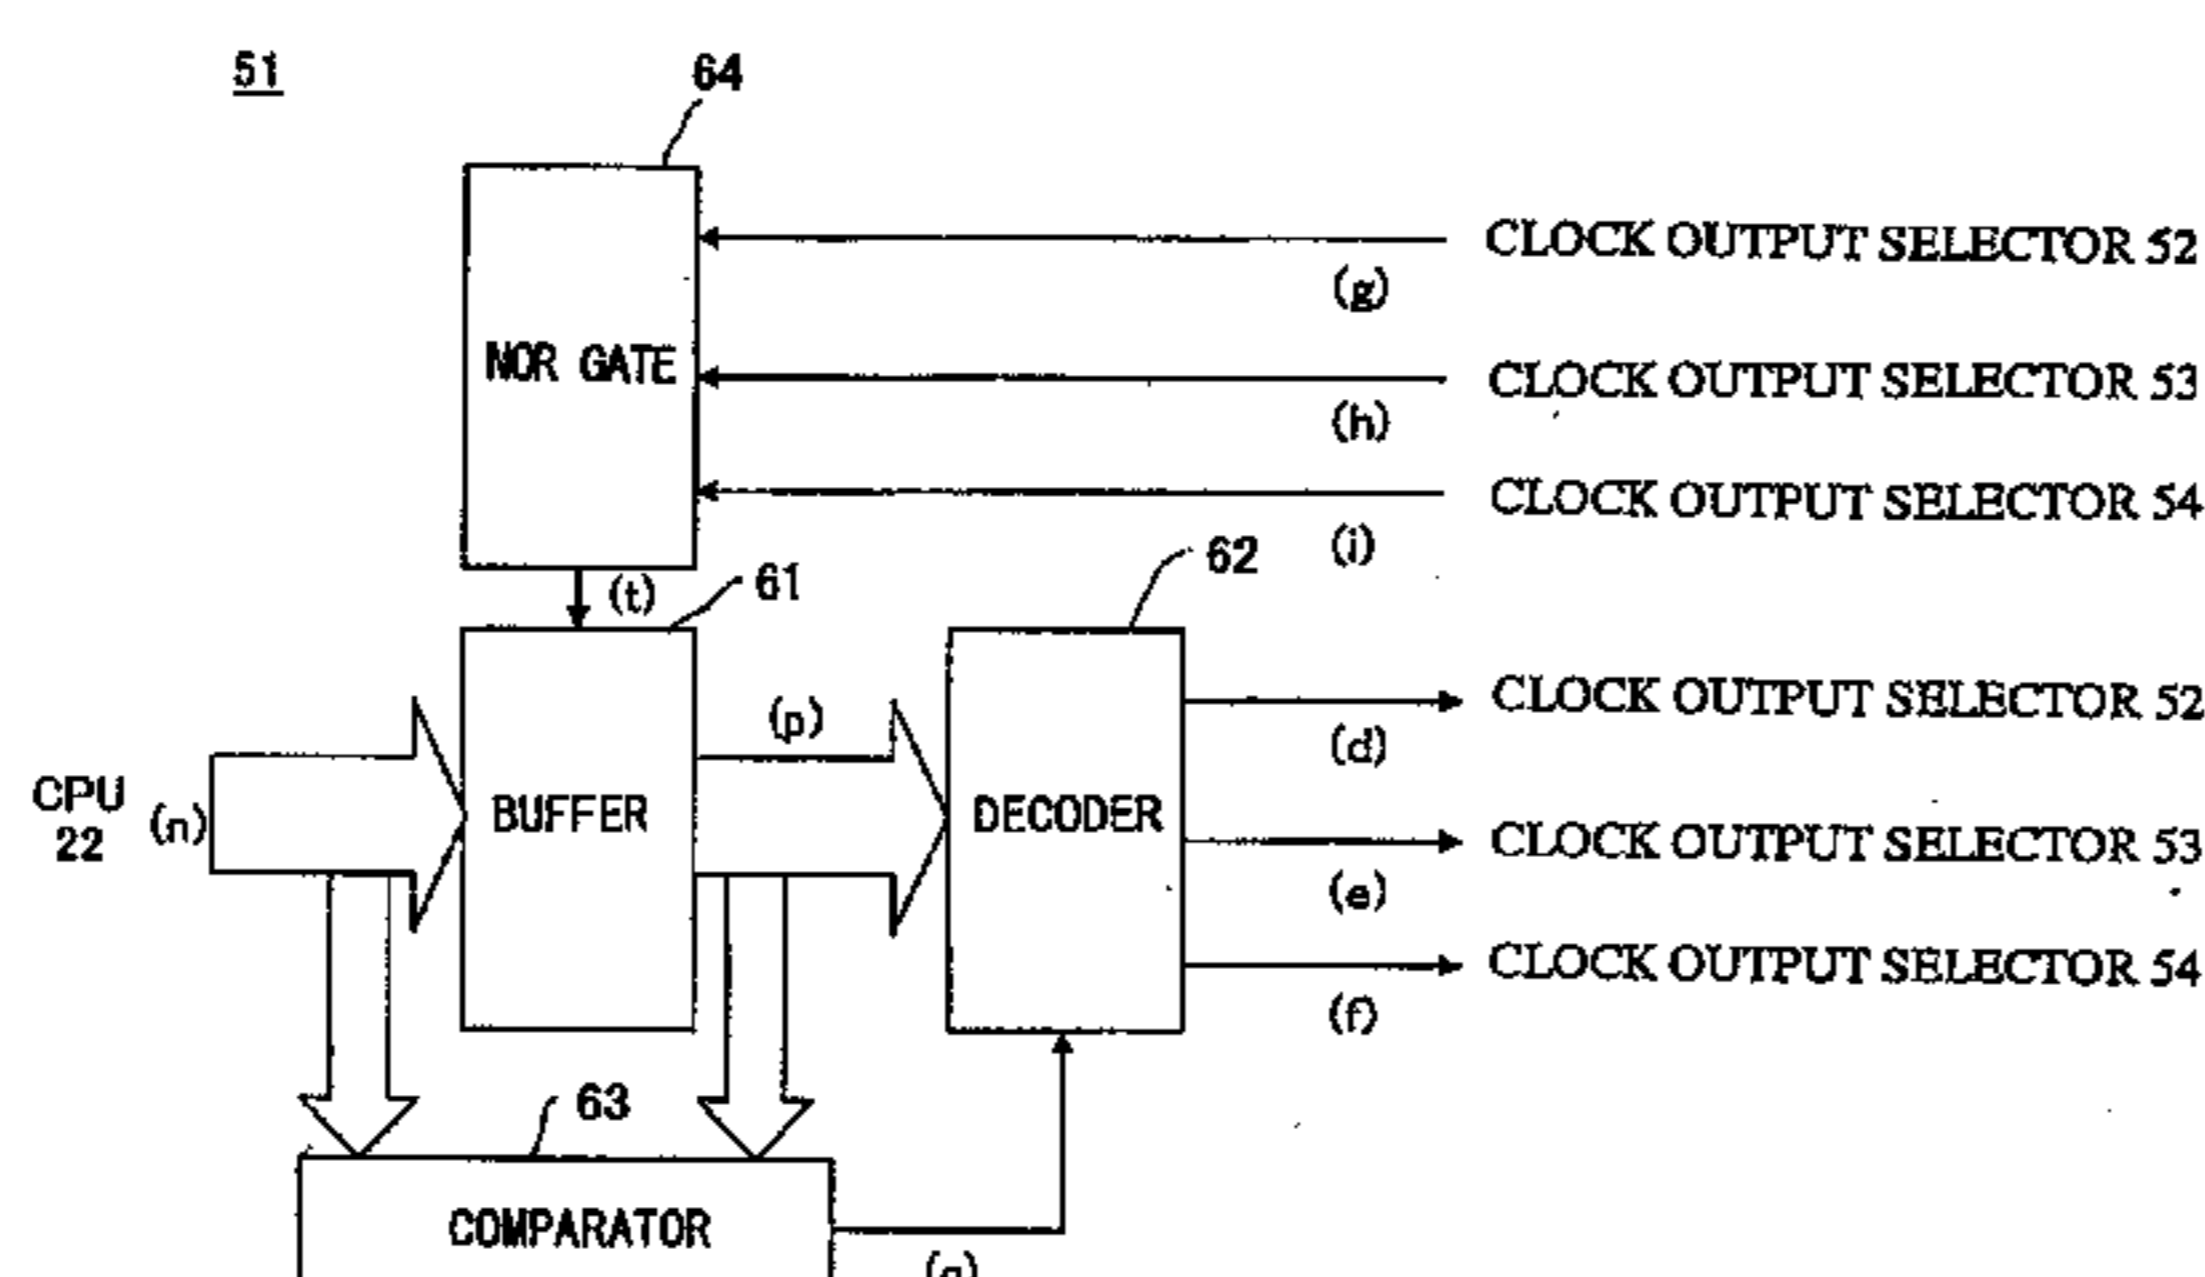 51
64
CLOCK OUTPUT SELECTOR 52
(g)
NOR GATE
CLOCK OUTPUT SELECTOR 53
(h)
CLOCK OUTPUT SELECTOR 54
(i)
62
(t)
61
(p)
CLOCK OUTPUT SELECTOR 52
(d)
CPU
22
(n)
BUFFER
DECODER
CLOCK OUTPUT SELECTOR 53
(e)
CLOCK OUTPUT SELECTOR 54
(f)
63
COMPARATOR